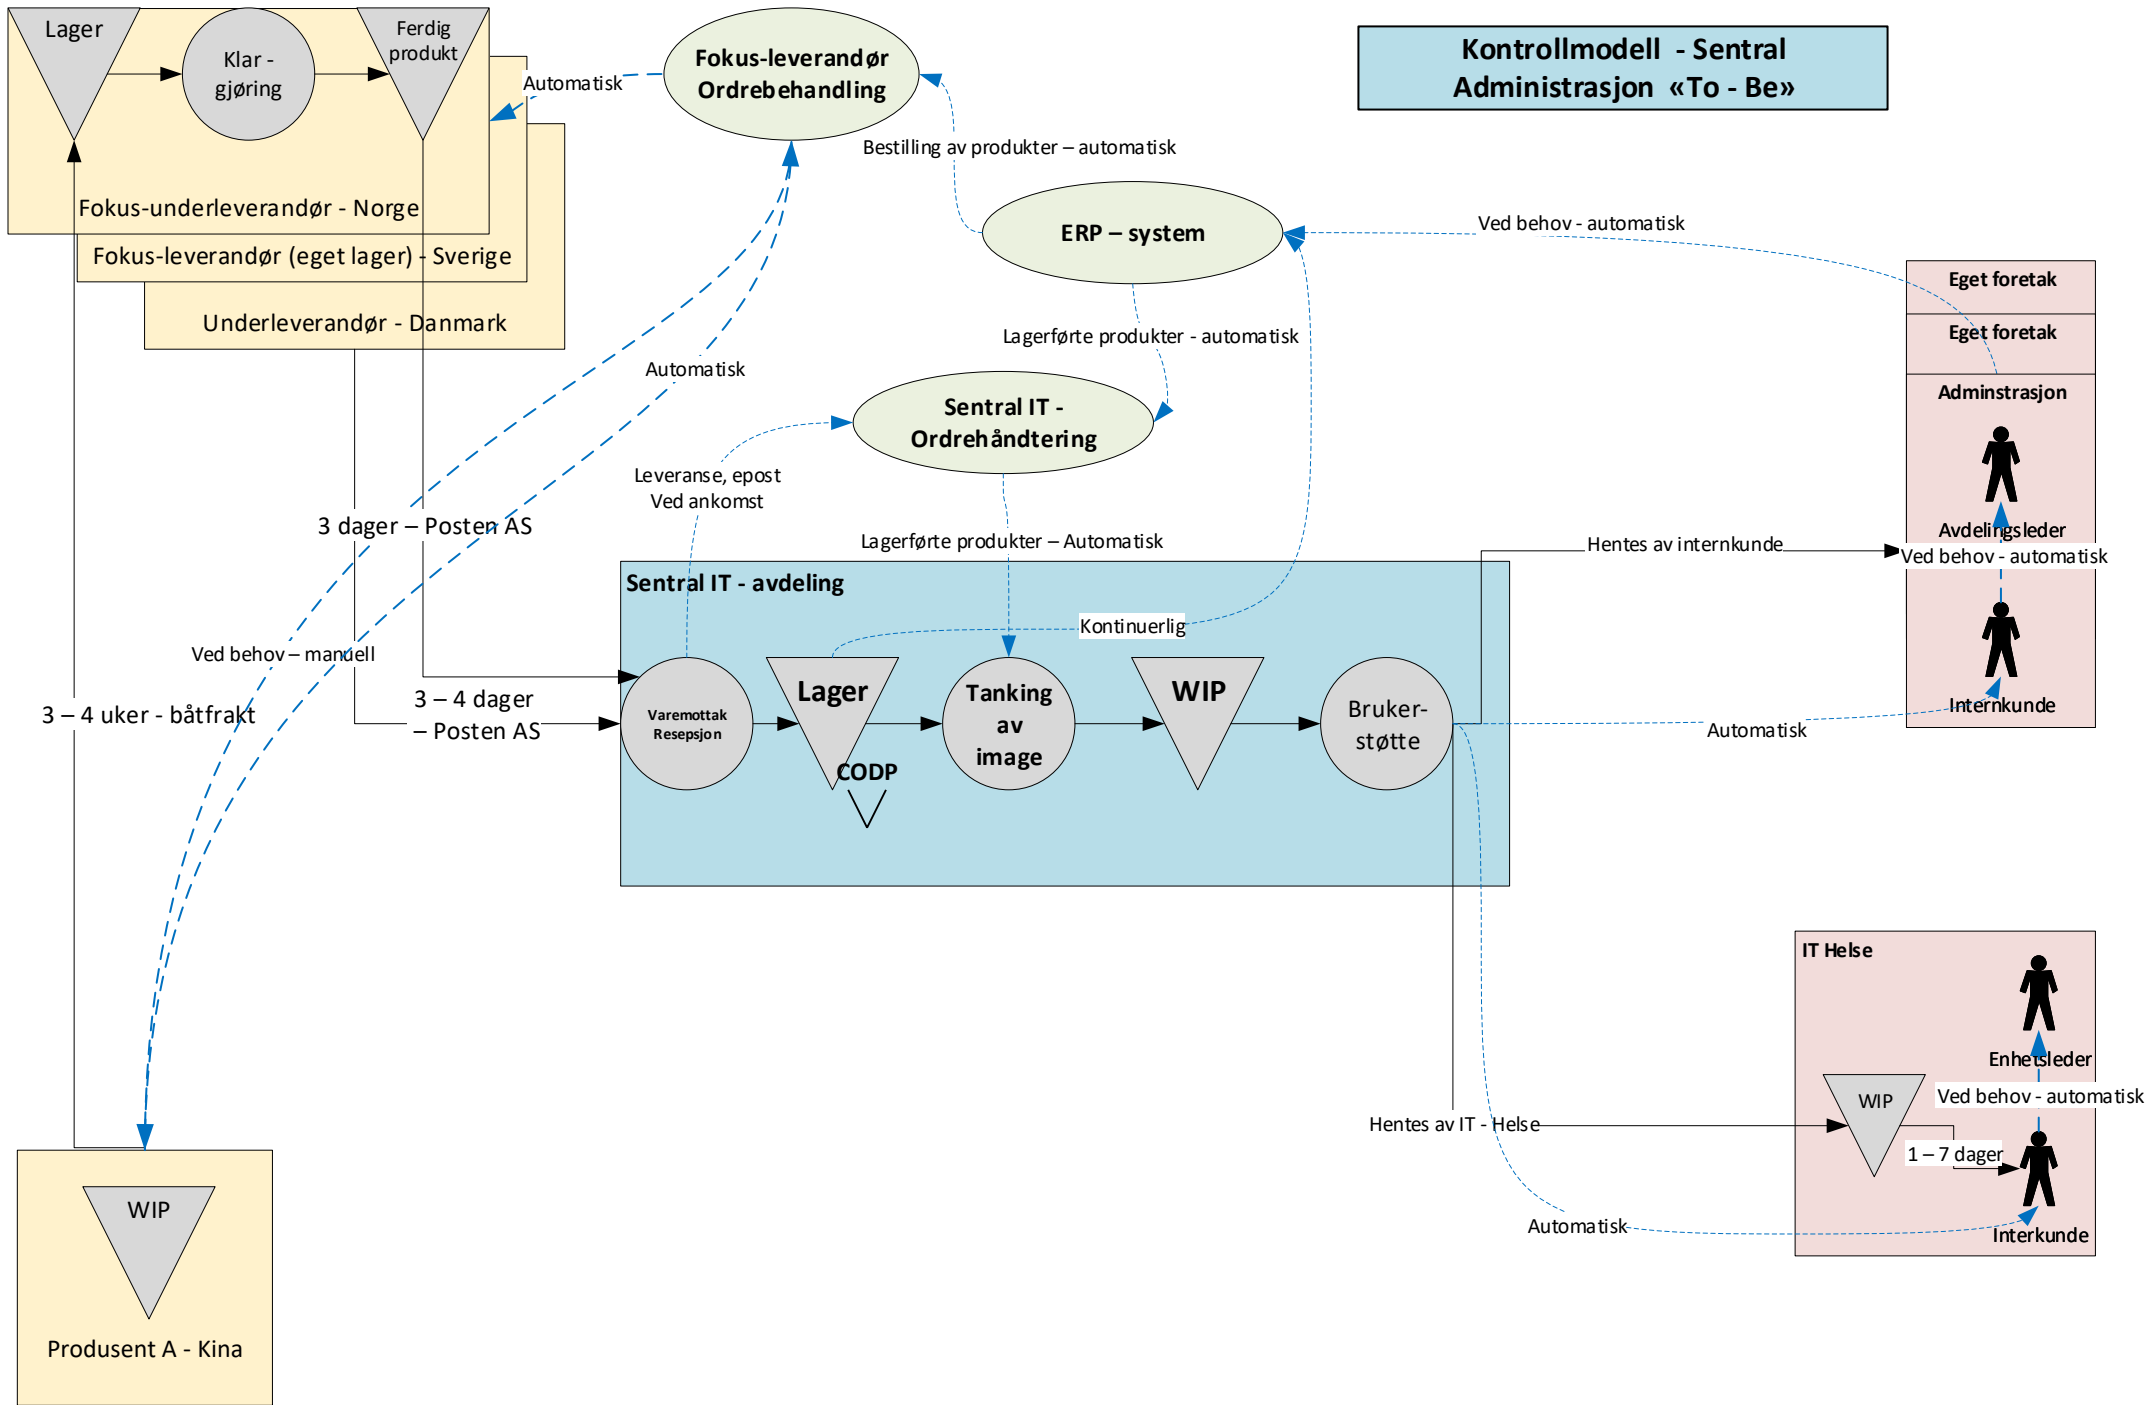 Lager
Klar -
gjøring
Ferdig
produkt
Fokus-underleverandør - Norge
Fokus-leverandør (eget lager) - Sverige
Underleverandør - Danmark
Automatisk
Fokus-leverandør
Ordrebehandling
Kontrollmodell - Sentral
Administrasjon «To - Be»
Bestilling av produkter – automatisk
ERP – system
Ved behov - automatisk
Lagerførte produkter - automatisk
Automatisk
Sentral IT -
Ordrehåndtering
Leveranse, epost
Ved ankomst
3 dager – Posten AS
Lagerførte produkter – Automatisk
Hentes av internkunde
Eget foretak
Eget foretak
Adminstrasjon
Avdelingsleder
Ved behov - automatisk
Internkunde
Sentral IT - avdeling
Kontinuerlig
Ved behov – manuell
3 – 4 uker - båtfrakt
3 – 4 dager
– Posten AS
Varemottak
Resepsjon
Lager
CODP
Tanking
av
image
WIP
Bruker-
støtte
Automatisk
IT Helse
Enhetsleder
Ved behov - automatisk
WIP
1 – 7 dager
Interkunde
Hentes av IT - Helse
Automatisk
WIP
Produsent A - Kina